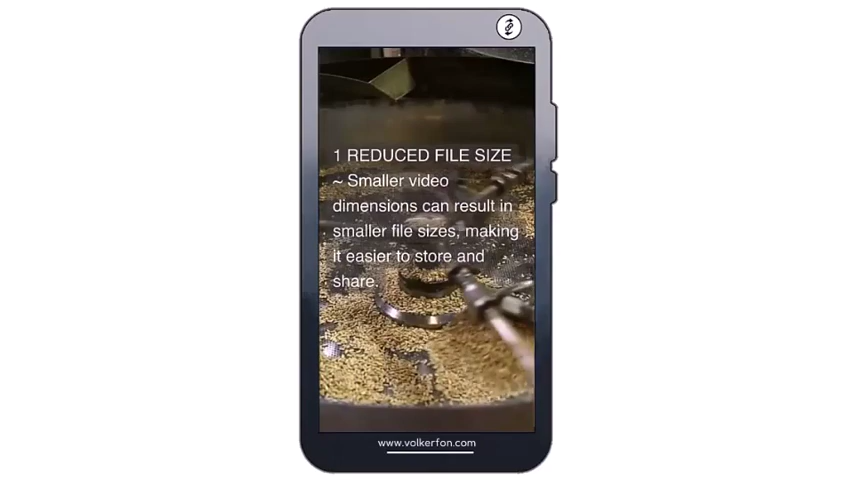 1 REDUCED FILE SIZE
~ Smaller video
dimensions can result in
smaller file sizes, making
it easier to store and
share.
www.volkerfon.com